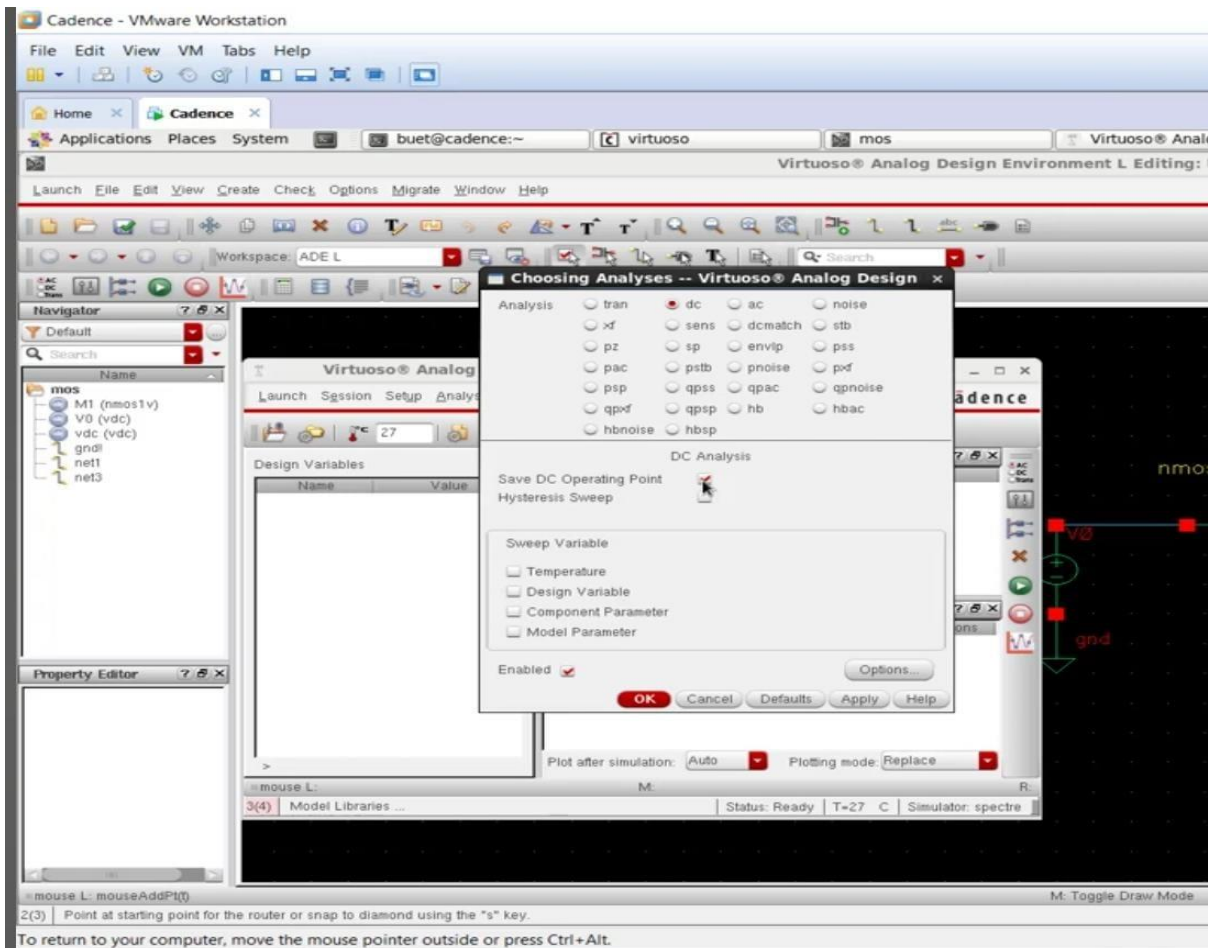 Cadence - VMware Workstation
File Edit View VM Tabs Help
Home Cadence
Applications Places System buet@cadence:~ virtuoso mos Virtuoso® Anal
Virtuoso® Analog Design Environment L Editing:
Launch File Edit View Create Check Options Migrate Window Help
Workspace: ADE L Search
Navigator
Default
Search
Name
mos
M1 (nmos1v)
V0 (vdc)
vdc (vdc)
gnd!
net1
net3
Property Editor
Virtuoso® Analog
Launch Session Setup Analys
cādence
27
Design Variables
Name Value
>
Choosing Analyses -- Virtuoso® Analog Design
Analysis tran dc ac noise
xf sens dcmatch stb
pz sp envlp pss
pac pstb pnoise pxf
psp qpss qpac qpnoise
qpxf qpsp hb hbac
hbnoise hbsp
DC Analysis
Save DC Operating Point
Hysteresis Sweep
Sweep Variable
Temperature
Design Variable
Component Parameter
Model Parameter
Enabled Options...
OK Cancel Defaults Apply Help
AC
DC
Trans
nmos
V0
gnd
Plot after simulation: Auto Plotting mode: Replace
mouse L: M: R:
3(4) Model Libraries ... Status: Ready T=27 C Simulator: spectre
mouse L: mouseAddPt(t) M: Toggle Draw Mode
2(3) Point at starting point for the router or snap to diamond using the "s" key.
To return to your computer, move the mouse pointer outside or press Ctrl+Alt.